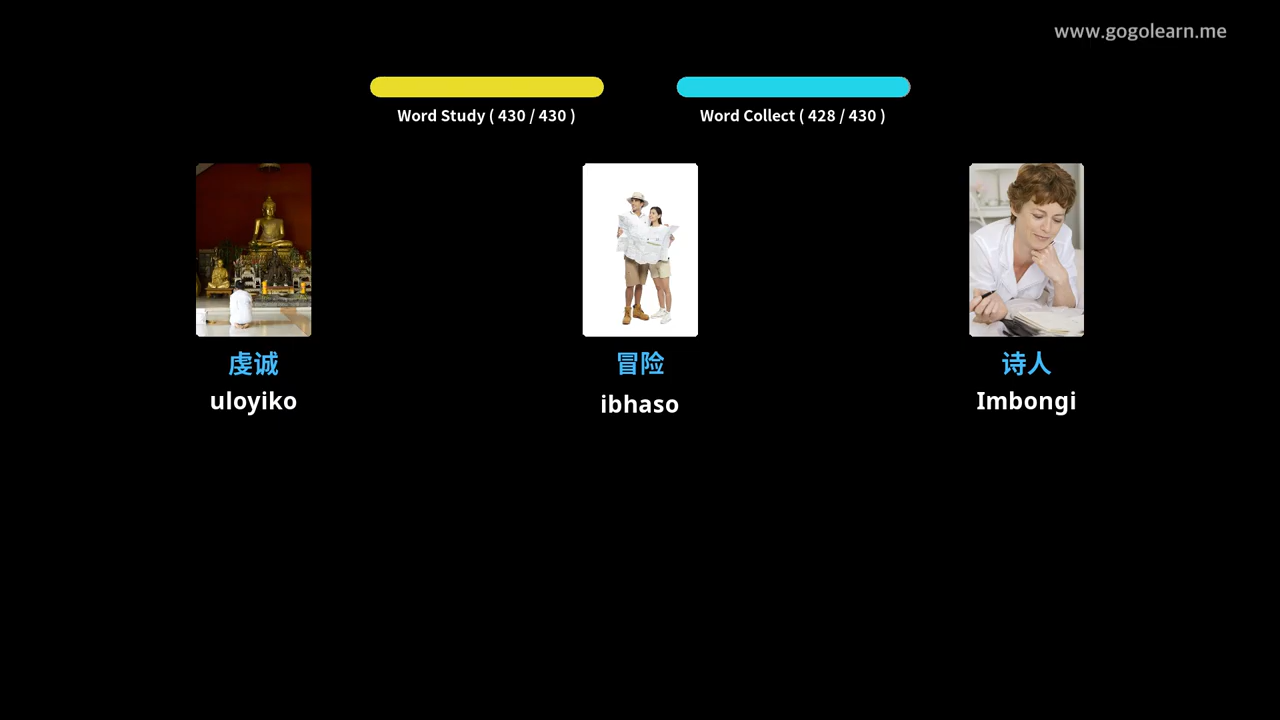 www.gogolearn.me
Word Study ( 430 / 430 )
Word Collect ( 428 / 430 )
虔诚
冒险
诗人
uloyiko
ibhaso
Imbongi